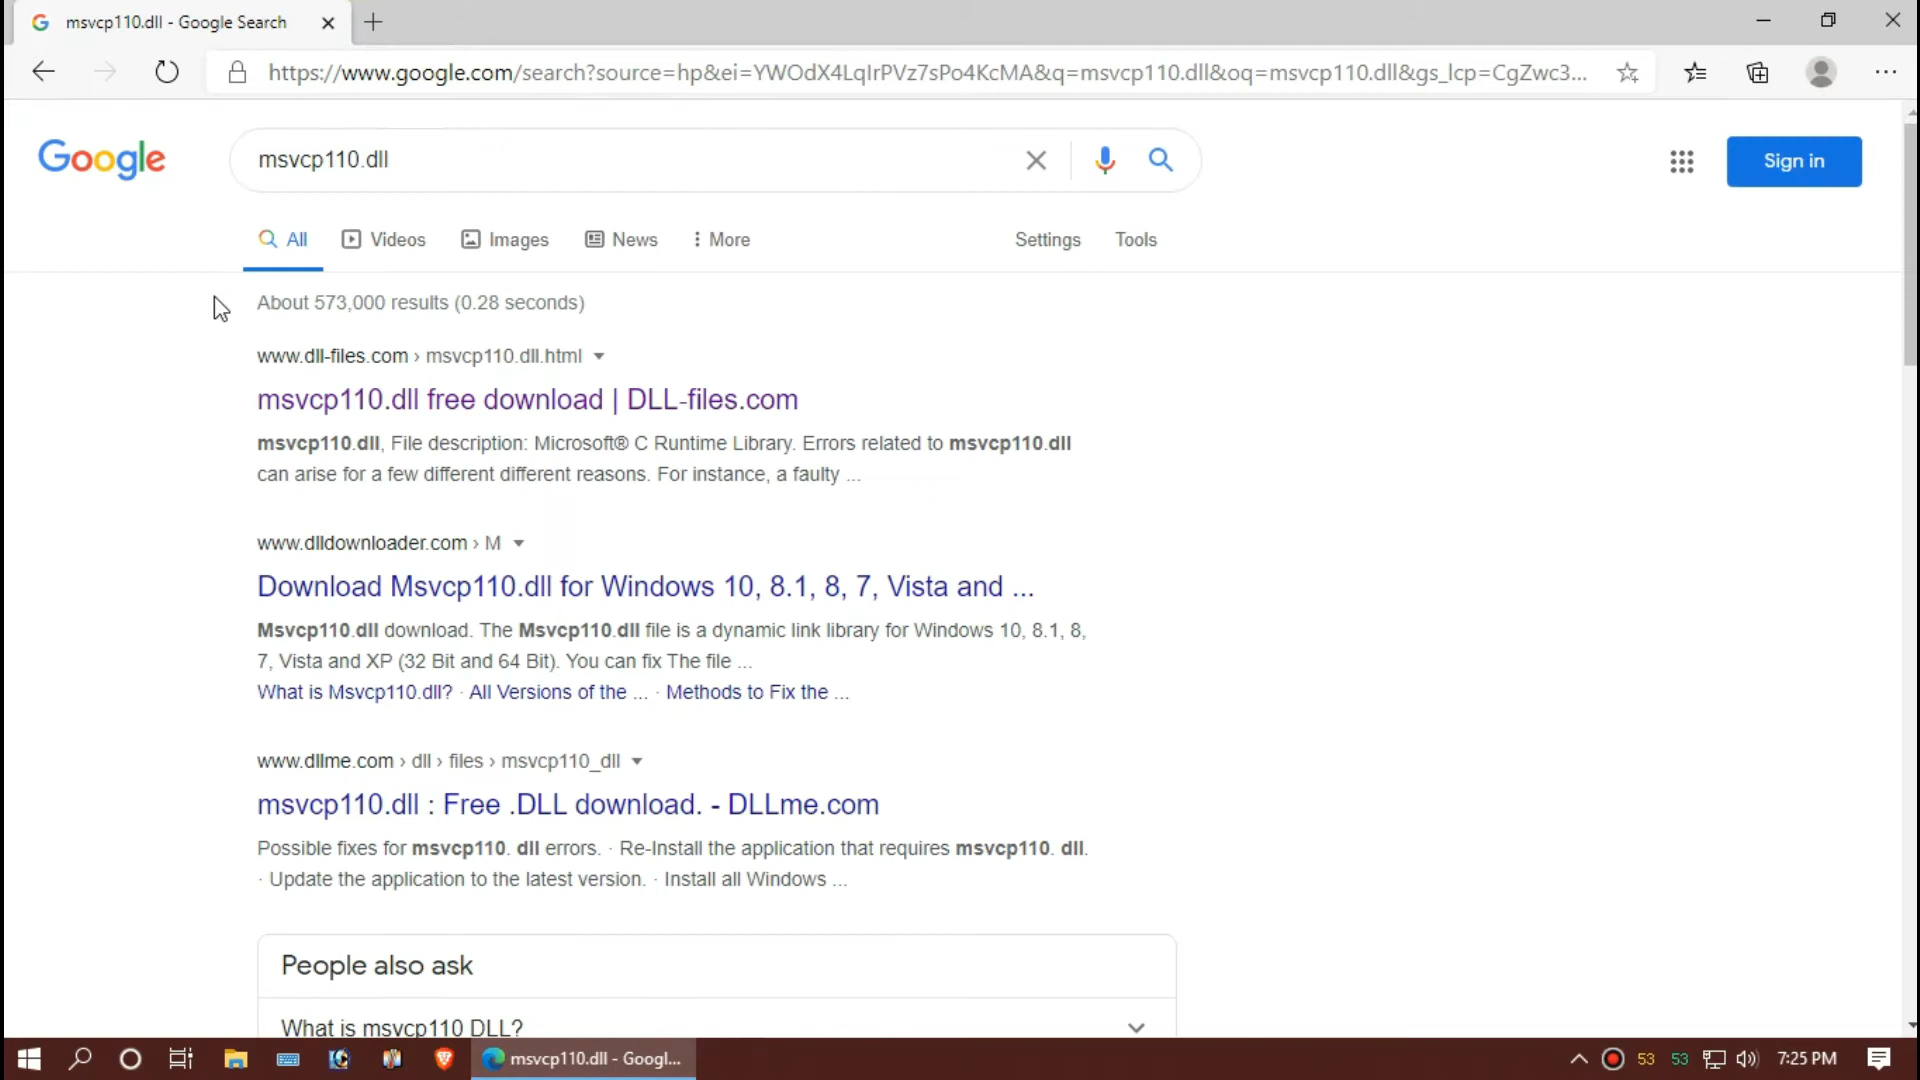 msvcp110.dll - Google Search
https://www.google.com/search?source=hp&ei=YWOdX4LqIrPVz7sPo4KcMA&q=msvcp110.dll&oq=msvcp110.dll&gs_lcp=CgZwc3...
Google
msvcp110.dll
Sign in
All Videos Images News More Settings Tools
About 573,000 results (0.28 seconds)
www.dll-files.com › msvcp110.dll.html
msvcp110.dll free download | DLL-files.com
msvcp110.dll, File description: Microsoft® C Runtime Library. Errors related to msvcp110.dll
can arise for a few different different reasons. For instance, a faulty ...
www.dlldownloader.com › M
Download Msvcp110.dll for Windows 10, 8.1, 8, 7, Vista and ...
Msvcp110.dll download. The Msvcp110.dll file is a dynamic link library for Windows 10, 8.1, 8,
7, Vista and XP (32 Bit and 64 Bit). You can fix The file ...
What is Msvcp110.dll? · All Versions of the ... · Methods to Fix the ...
www.dllme.com › dll › files › msvcp110_dll
msvcp110.dll : Free .DLL download. - DLLme.com
Possible fixes for msvcp110. dll errors. · Re-Install the application that requires msvcp110. dll.
· Update the application to the latest version. · Install all Windows ...
People also ask
What is msvcp110 DLL?
msvcp110.dll - Googl...
53 53 7:25 PM